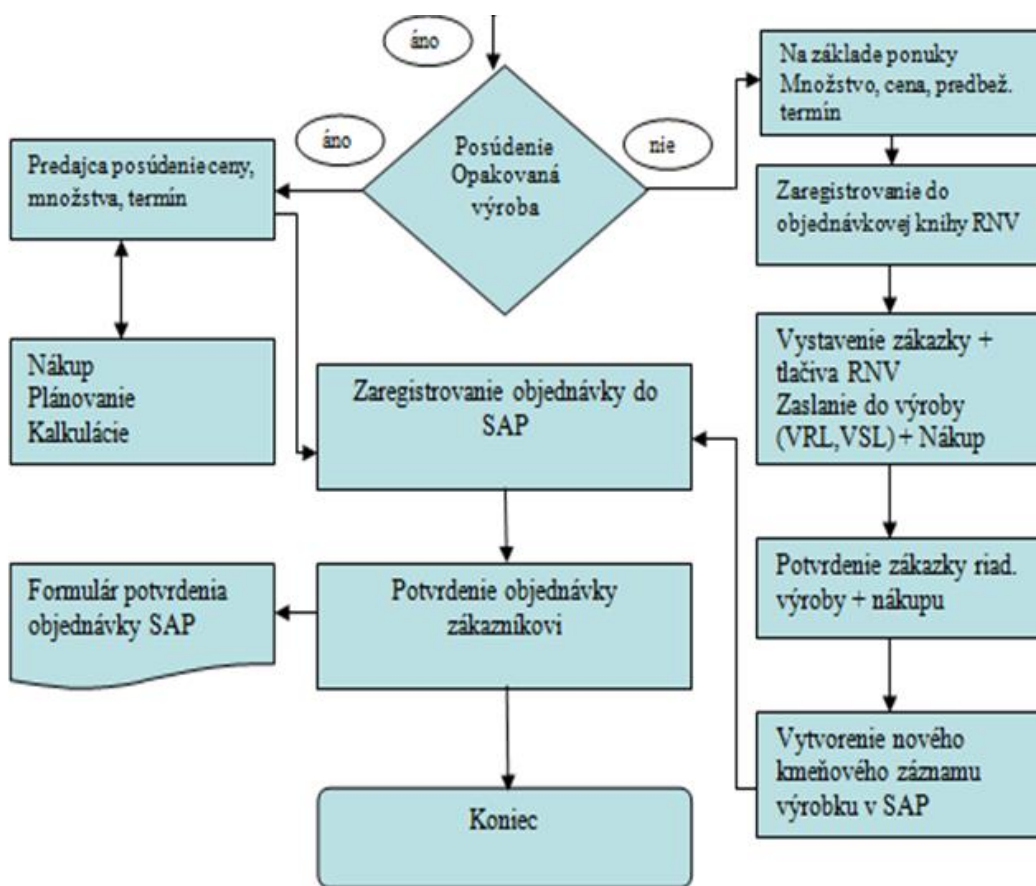 áno
Posúdenie
Opakovaná
výroba
áno
nie
Predajca posúdenie ceny,
množstva, termín
Nákup
Plánovanie
Kalkulácie
Na základe ponuky
Množstvo, cena, predbež.
termín
Zaregistrovanie do
objednávkovej knihy RNV
Vystavenie zákazky +
tlačiva RNV
Zaslanie do výroby
(VRL,VSL) + Nákup
Potvrdenie zákazky riad.
výroby + nákupu
Vytvorenie nového
kmeňového záznamu
výrobku v SAP
Zaregistrovanie objednávky do
SAP
Potvrdenie objednávky
zákazníkovi
Formulár potvrdenia
objednávky SAP
Koniec